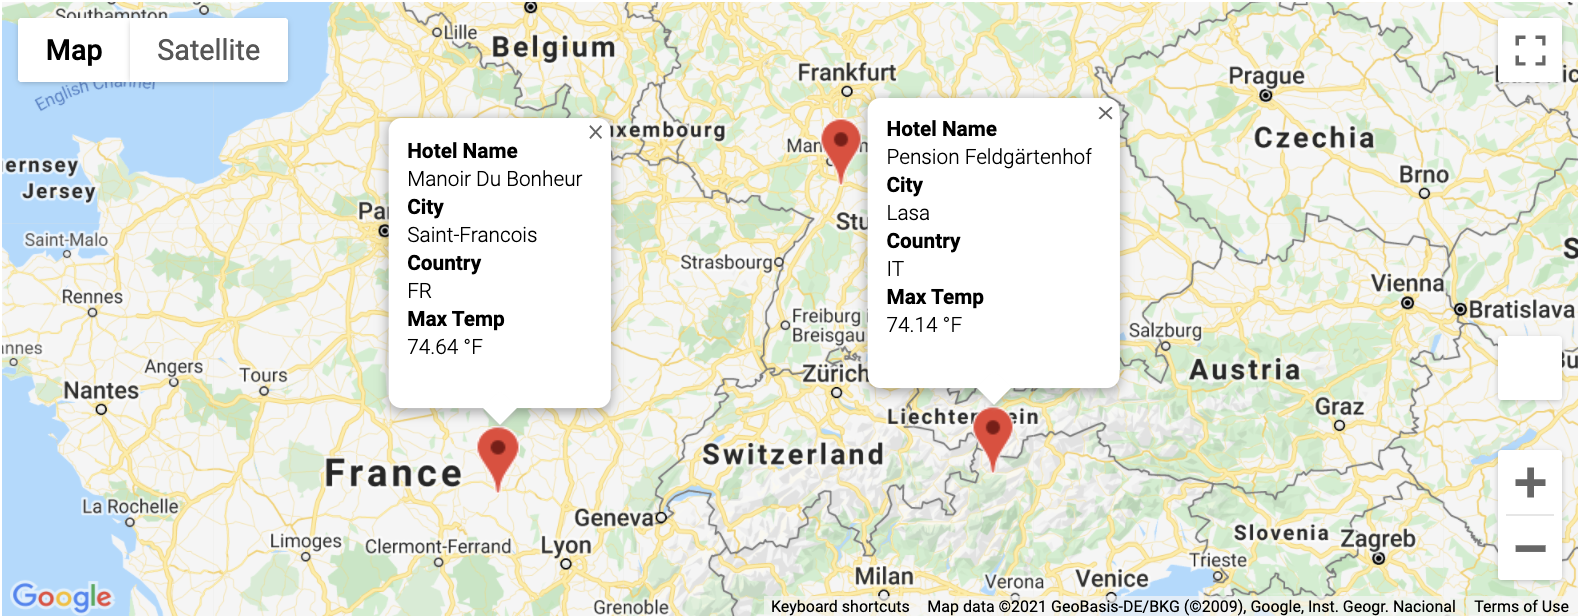 Southampton
Map
Satellite
English Channel
Lille
Belgium
Frankfurt
Prague
Czechia
Brno
ernsey
Jersey
uxembourg
Hotel Name
Manoir Du Bonheur
City
Saint-Francois
Country
FR
Max Temp
74.64 °F
Hotel Name
Pension Feldgärtenhof
City
Lasa
Country
IT
Max Temp
74.14 °F
Man
Pa
Stu
Saint-Malo
Strasbourg
Rennes
Vienna
Bratislava
Freiburg i
Breisgau
Salzburg
annes
Angers
Tours
Zürich
Austria
Nantes
Liechtenstein
Graz
France
Switzerland
La Rochelle
Geneva
Limoges
Clermont-Ferrand
Lyon
Slovenia
Zagreb
Trieste
Milan
Verona
Venice
Google
Grenoble
Keyboard shortcuts
Map data ©2021 GeoBasis-DE/BKG (©2009), Google, Inst. Geogr. Nacional
Terms of Use